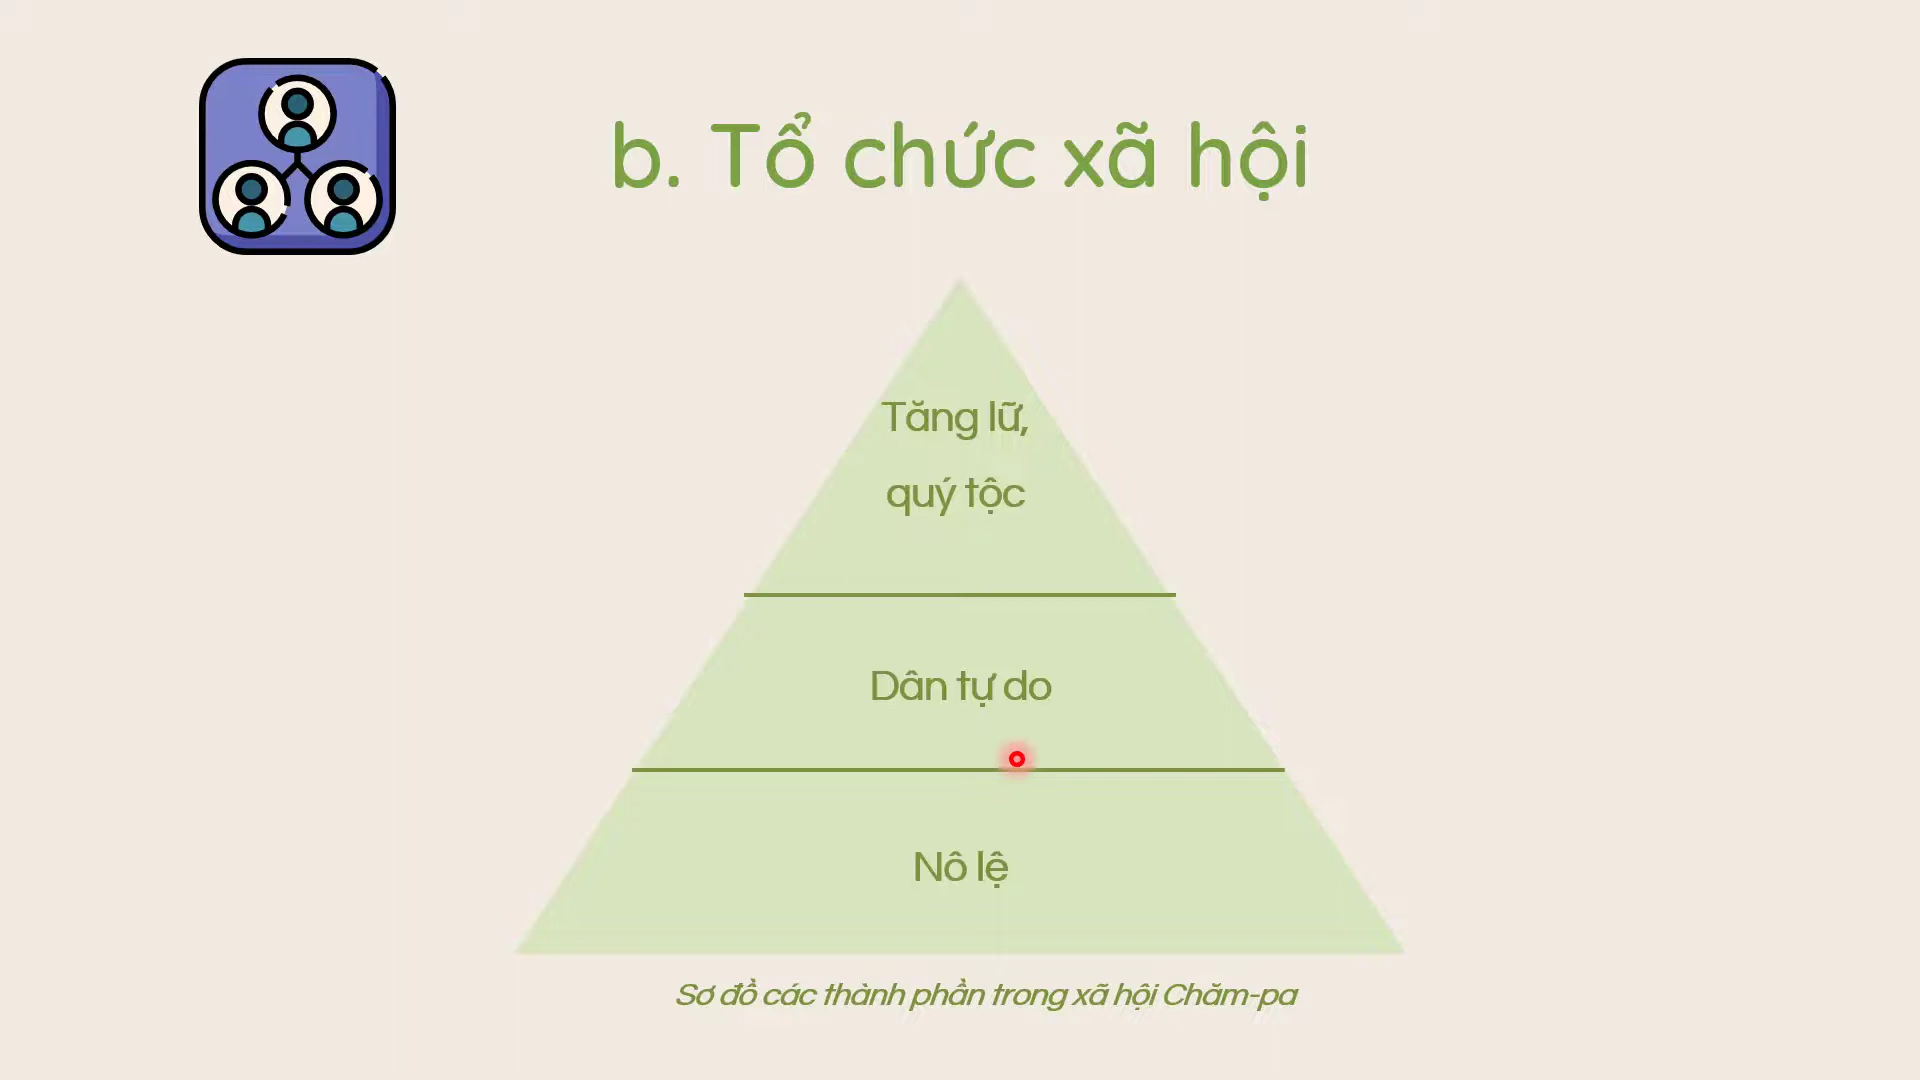 b. Tổ chức xã hội
Tăng lữ,
quý tộc
Dân tự do
Nô lệ
Sơ đồ các thành phần trong xã hội Chăm-pa